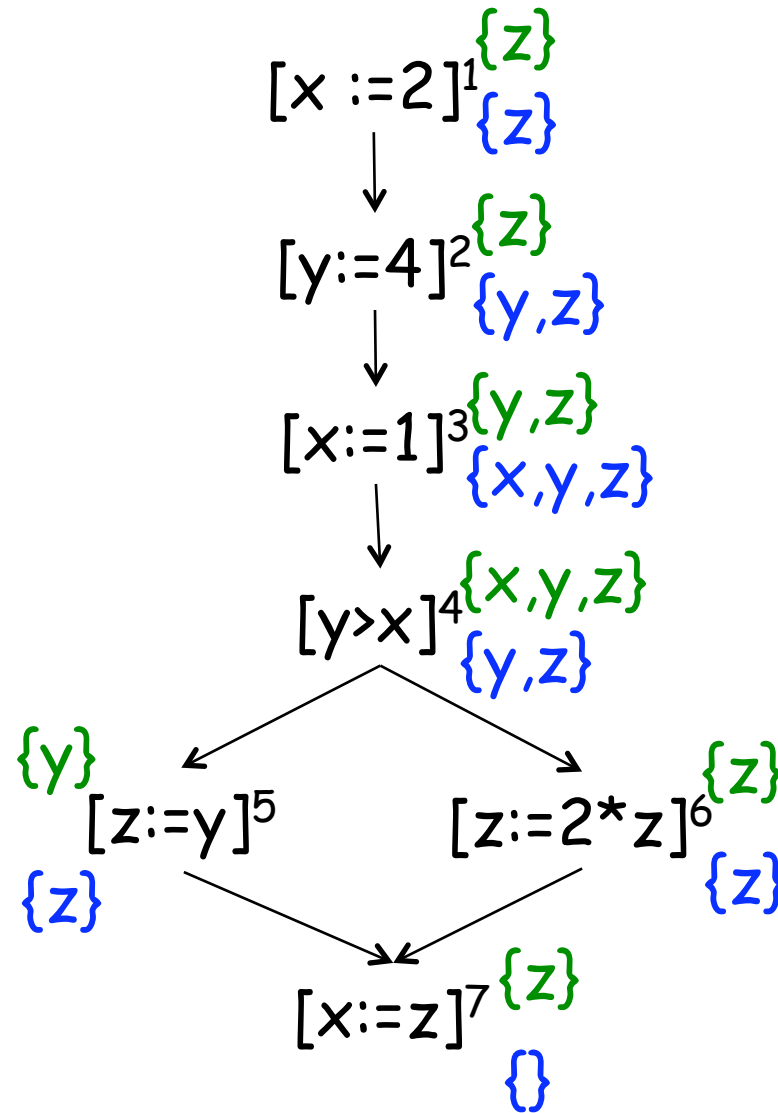 {z}
[x :=2]1
{z}
{z}
[y:=4]2
{y,z}
{y,z}
[x:=1]3
{x,y,z}
{x,y,z}
[y>x]4
{y,z}
{y}
[z:=y]5
{z}
{z}
[z:=2*z]6
{z}
{z}
[x:=z]7
{}